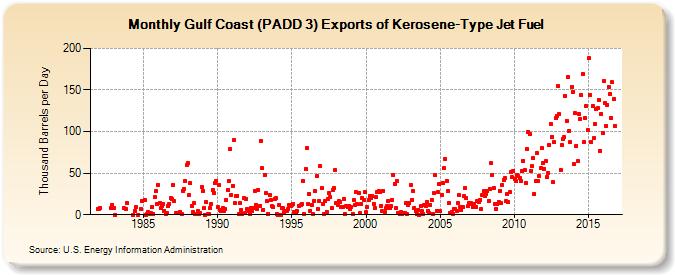 Monthly Gulf Coast (PADD 3) Exports of Kerosene-Type Jet Fuel
Thousand Barrels per Day
200
150
100
50
0
1985 1990 1995 2000 2005 2010 2015
Source: U.S. Energy Information Administration